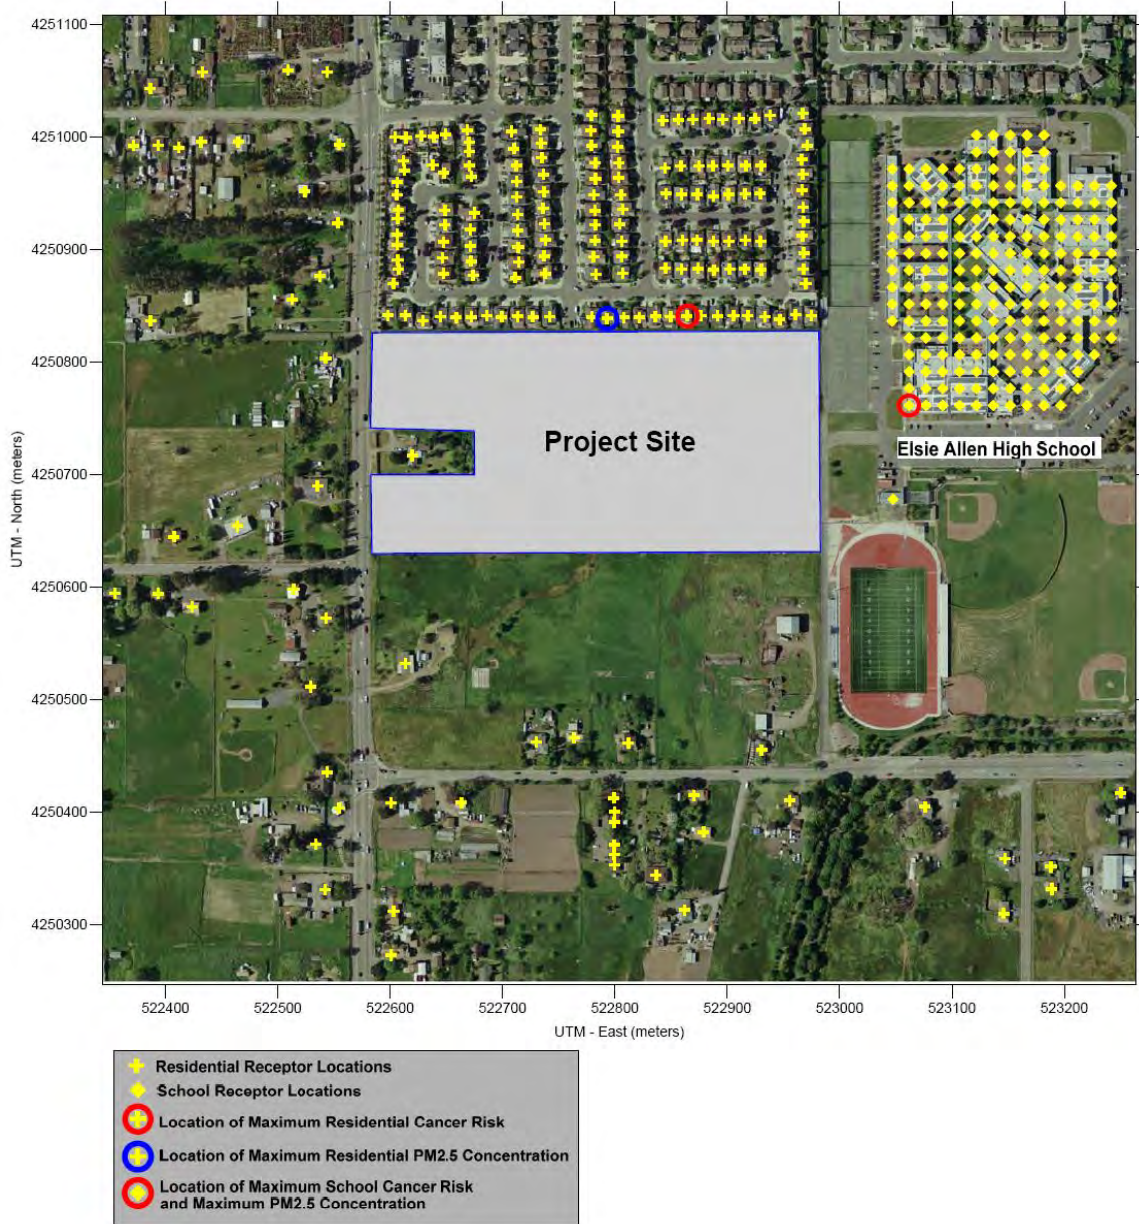 4251100
4251000
4250900
4250800
4250700
4250600
4250500
4250400
4250300
UTM - North (meters)
Project Site
Elsie Allen High School
522400 522500 522600 522700 522800 522900 523000 523100 523200
UTM - East (meters)
Residential Receptor Locations
School Receptor Locations
Location of Maximum Residential Cancer Risk
Location of Maximum Residential PM2.5 Concentration
Location of Maximum School Cancer Risk
and Maximum PM2.5 Concentration